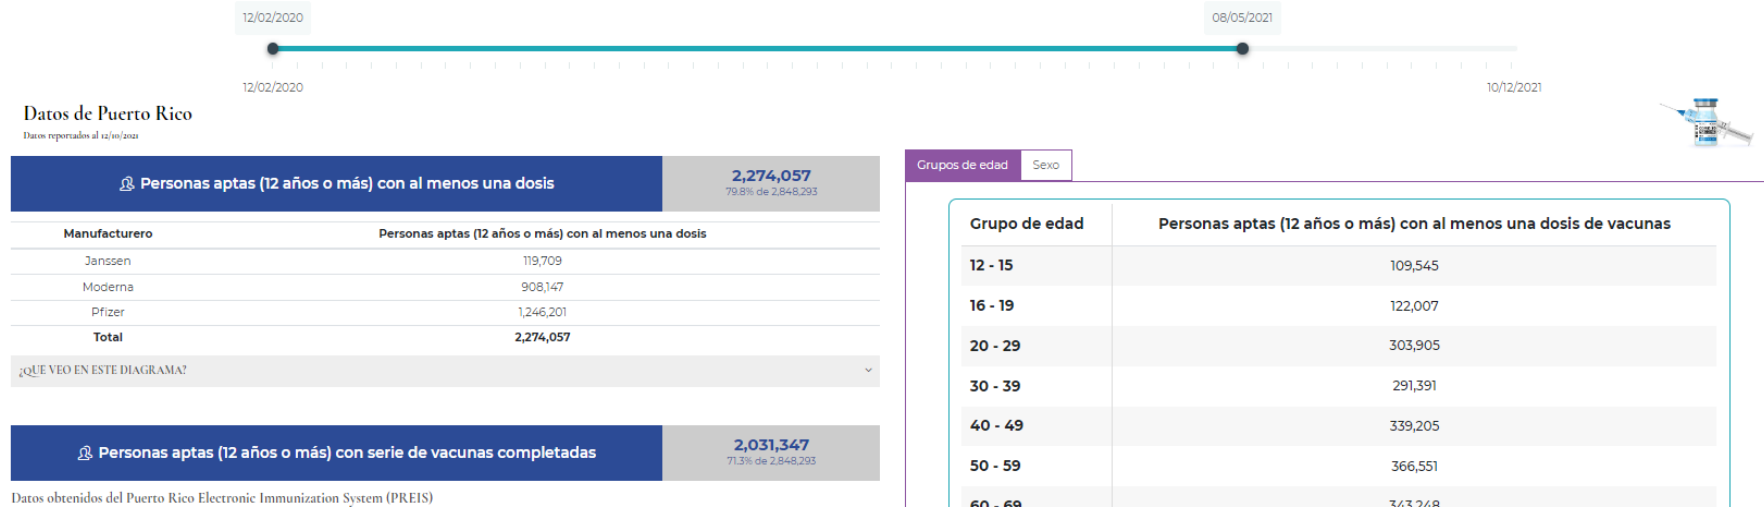 12/02/2020
08/05/2021
12/02/2020
10/12/2021
Datos de Puerto Rico
Datos reportados al 12/10/2021
Personas aptas (12 años o más) con al menos una dosis
2,274,057
79.8% de 2,848,293
Manufacturero Personas aptas (12 años o más) con al menos una dosis
Janssen 119,709
Moderna 908,147
Pfizer 1,246,201
Total 2,274,057
¿QUÉ VEO EN ESTE DIAGRAMA?
Personas aptas (12 años o más) con serie de vacunas completadas
2,031,347
71.3% de 2,848,293
Datos obtenidos del Puerto Rico Electronic Immunization System (PREIS)
Grupos de edad Sexo
Grupo de edad Personas aptas (12 años o más) con al menos una dosis de vacunas
12 - 15 109,545
16 - 19 122,007
20 - 29 303,905
30 - 39 291,391
40 - 49 339,205
50 - 59 366,551
60 - 69 343,248